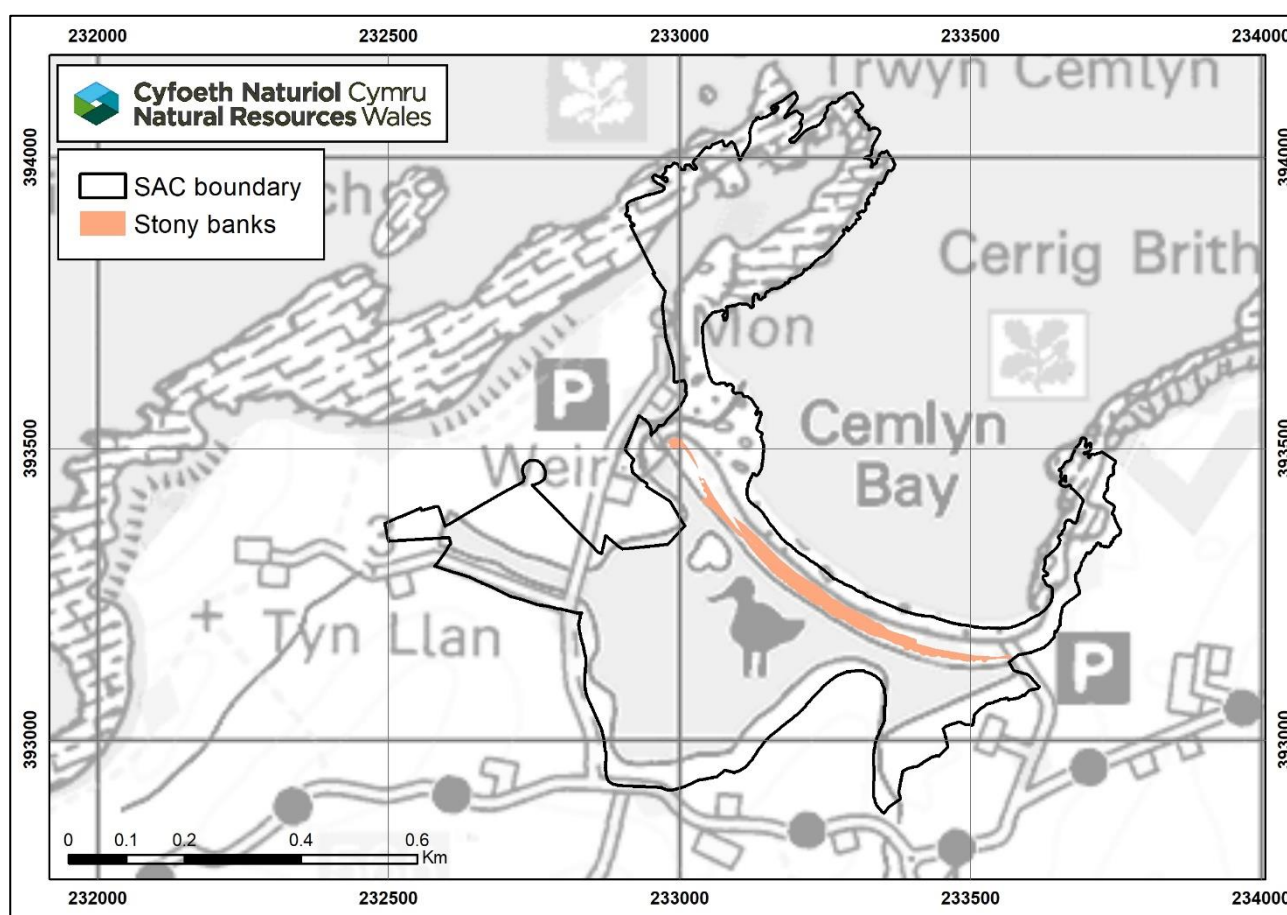 232000 232500 233000 233500 234000
Cyfoeth Naturiol Cymru
Natural Resources Wales
SAC boundary
Stony banks
394000
394000
Trwyn Cemlyn
Cerrig Brith
Mon
P
Cemlyn
Bay
393500
393500
Weir
3
Tyn Llan
P
393000
393000
0 0.1 0.2 0.4 0.6
Km
232000 232500 233000 233500 234000